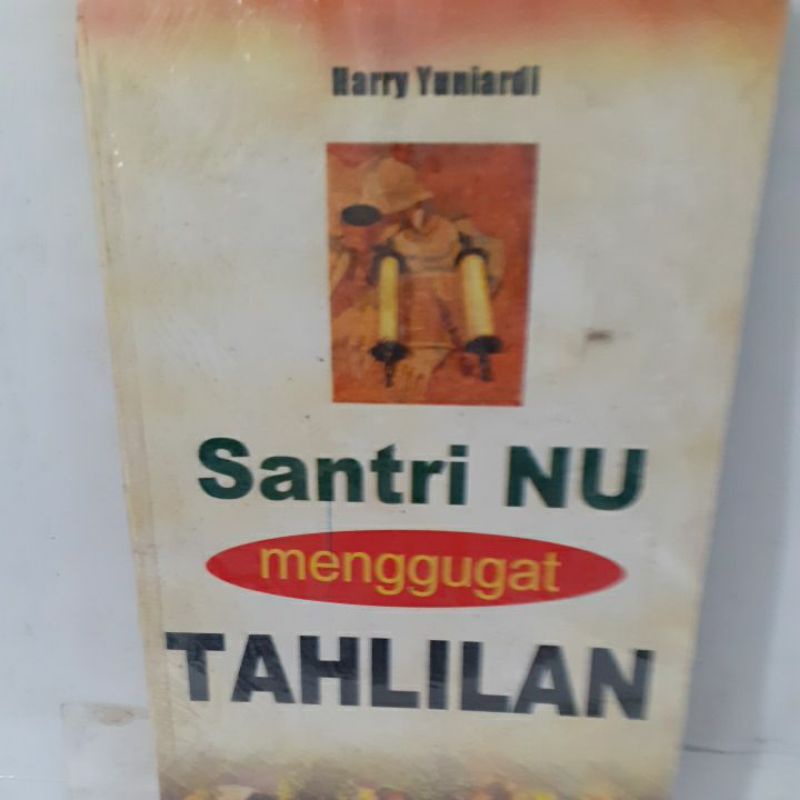 Harry Yuniardi
Santri NU
menggugat
TAHLILAN